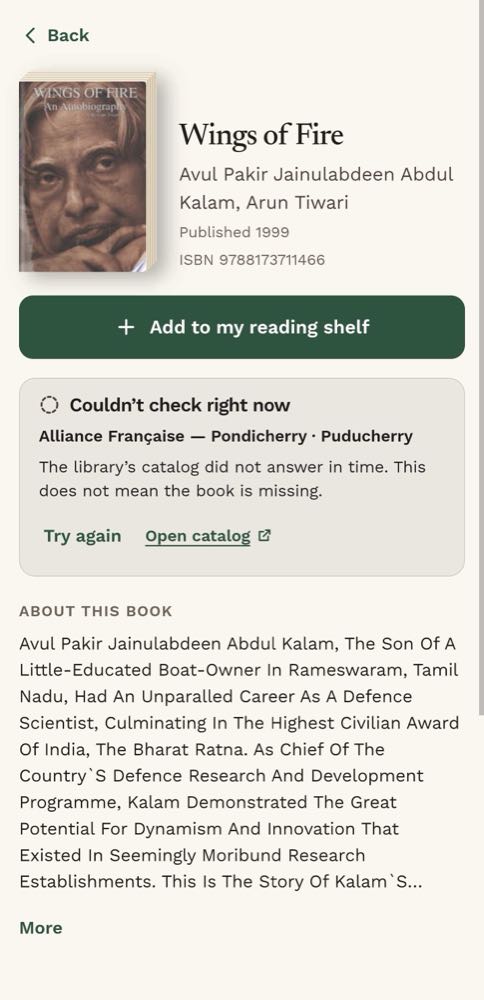 Back
WINGS OF FIRE
An Autobiography
Wings of Fire
Avul Pakir Jainulabdeen Abdul
Kalam, Arun Tiwari
Published 1999
ISBN 9788173711466
Add to my reading shelf
Couldn’t check right now
Alliance Française — Pondicherry · Puducherry
The library’s catalog did not answer in time. This
does not mean the book is missing.
Try again Open catalog
ABOUT THIS BOOK
Avul Pakir Jainulabdeen Abdul Kalam, The Son Of A
Little-Educated Boat-Owner In Rameswaram, Tamil
Nadu, Had An Unparalled Career As A Defence
Scientist, Culminating In The Highest Civilian Award
Of India, The Bharat Ratna. As Chief Of The
Country`S Defence Research And Development
Programme, Kalam Demonstrated The Great
Potential For Dynamism And Innovation That
Existed In Seemingly Moribund Research
Establishments. This Is The Story Of Kalam`S...
More